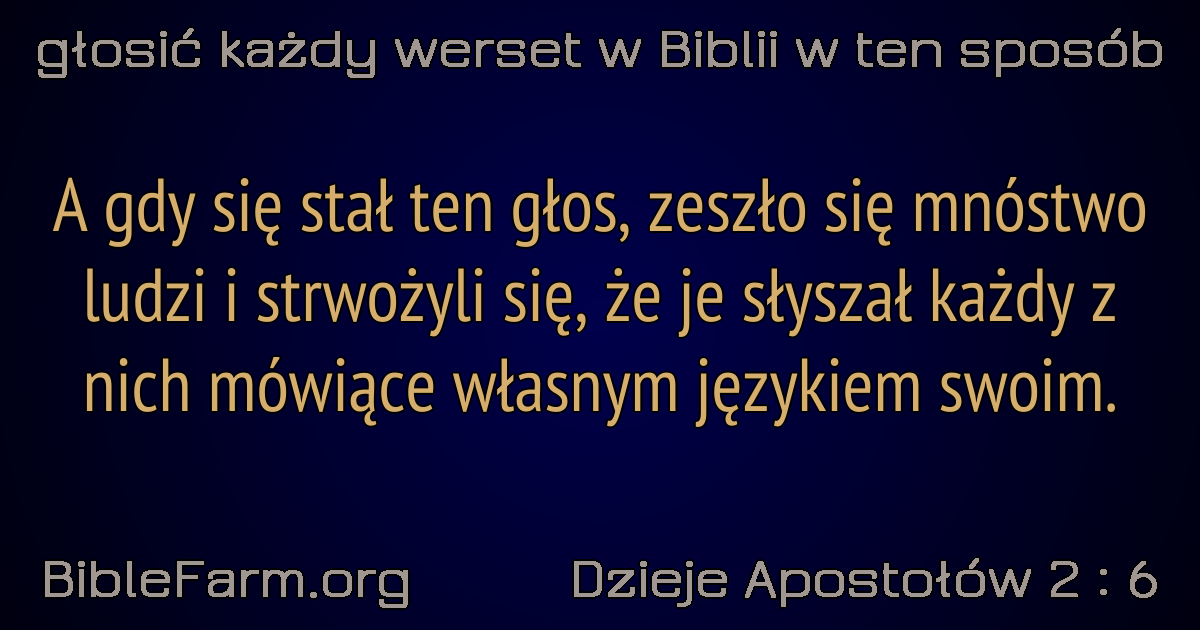 głosić każdy werset w Biblii w ten sposób
A gdy się stał ten głos, zeszło się mnóstwo
ludzi i strwożyli się, że je słyszał każdy z
nich mówiące własnym językiem swoim.
BibleFarm.org
Dzieje Apostołów 2 : 6